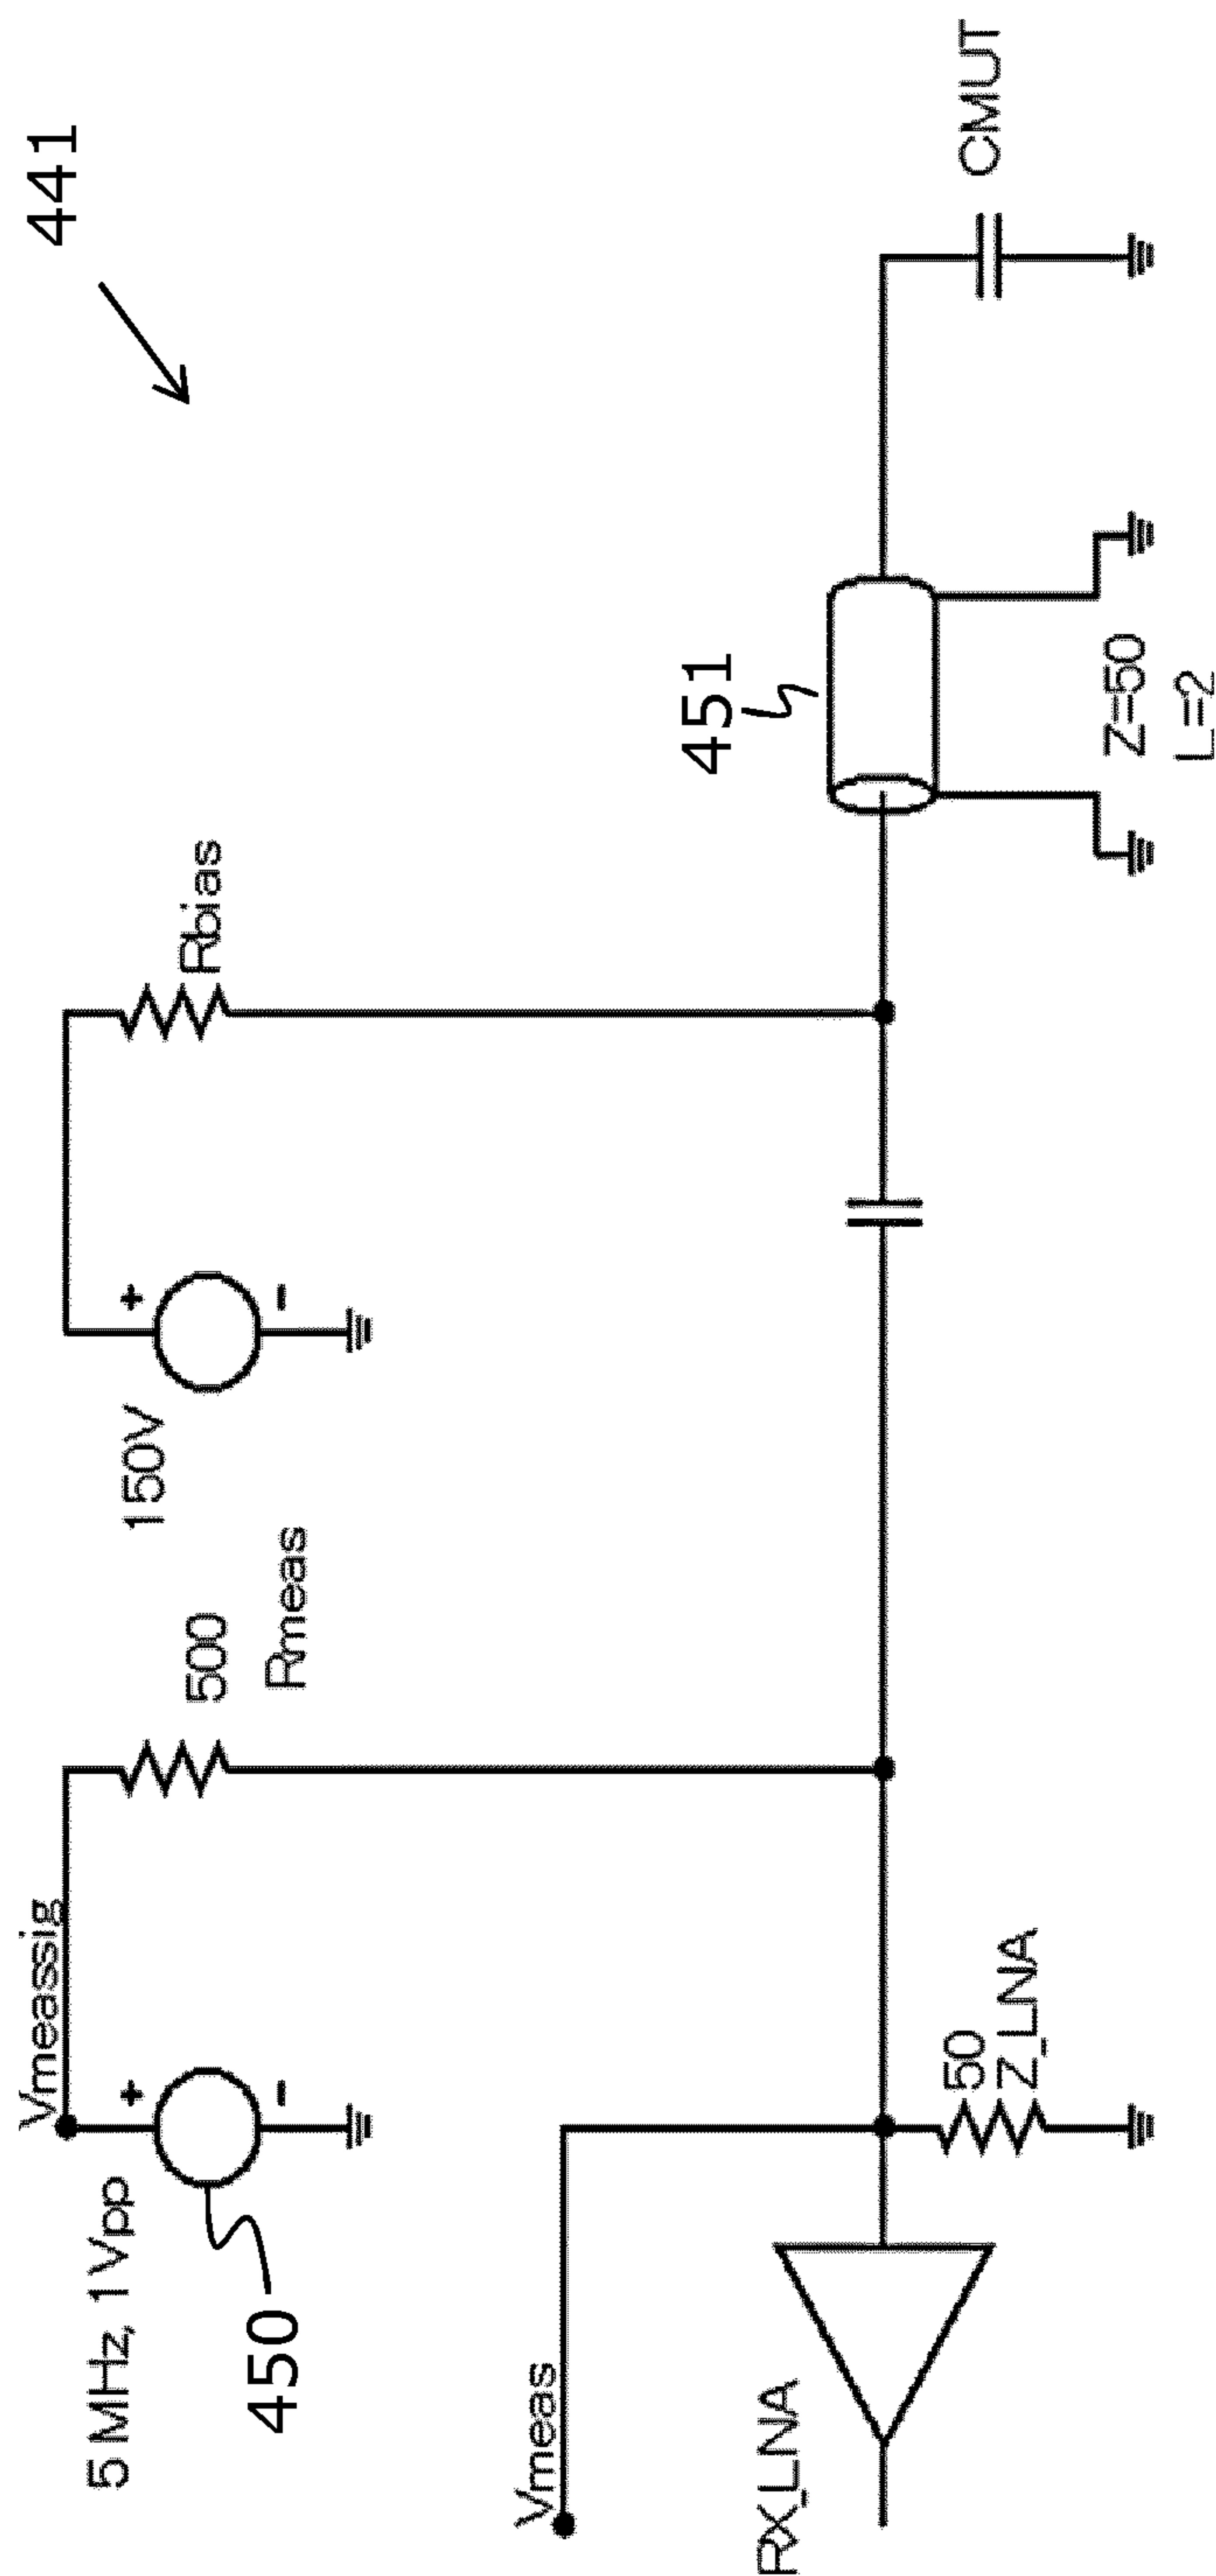 441
Vmeassig
5 MHz, 1 Vpp
450
500
Rmeas
150V
Rbias
Vmeas
RX_LNA
50
Z_LNA
451
Z=50
L=2
CMUT